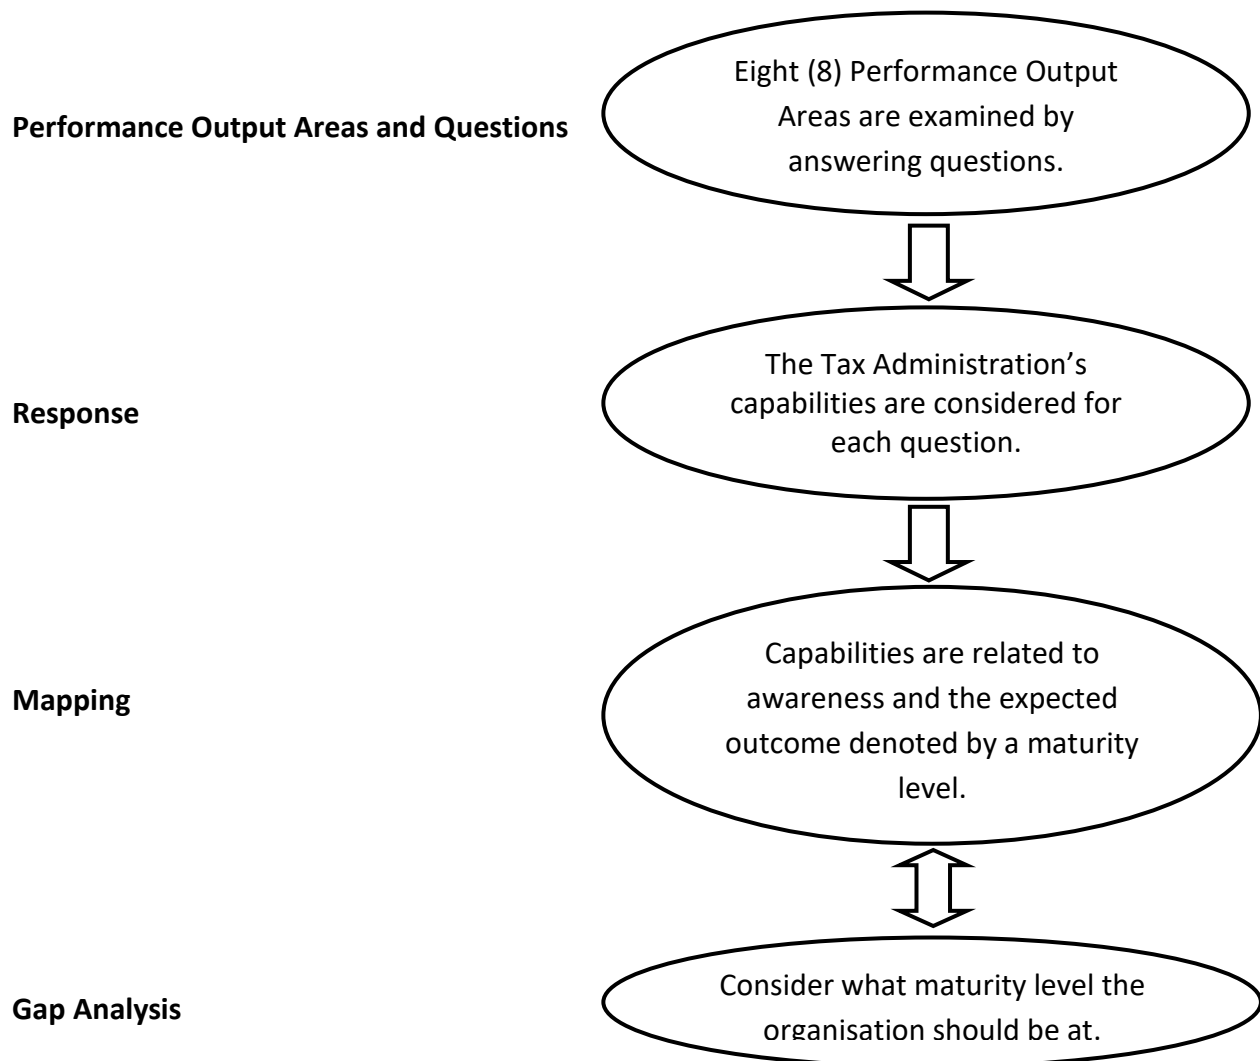 Performance Output Areas and Questions
Eight (8) Performance Output
Areas are examined by
answering questions.
Response
The Tax Administration’s
capabilities are considered for
each question.
Mapping
Capabilities are related to
awareness and the expected
outcome denoted by a maturity
level.
Gap Analysis
Consider what maturity level the
organisation should be at.